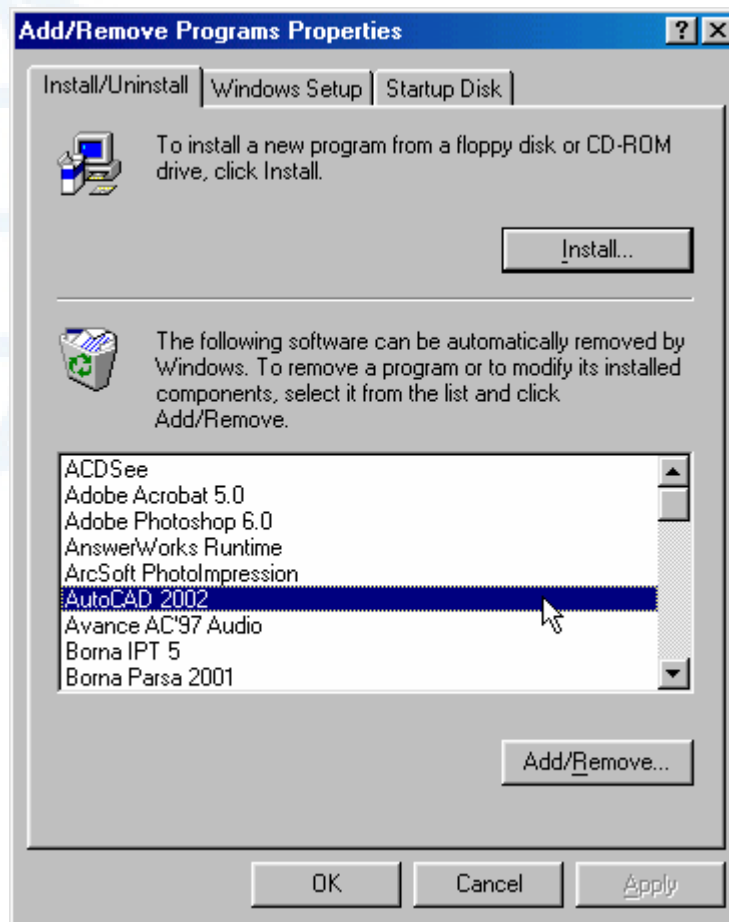 Add/Remove Programs Properties
Install/Uninstall
Windows Setup
Startup Disk
To install a new program from a floppy disk or CD-ROM
drive, click Install.
Install...
The following software can be automatically removed by
Windows. To remove a program or to modify its installed
components, select it from the list and click
Add/Remove.
ACDSee
Adobe Acrobat 5.0
Adobe Photoshop 6.0
AnswerWorks Runtime
ArcSoft PhotoImpression
AutoCAD 2002
Avance AC'97 Audio
Borna IPT 5
Borna Parsa 2001
Add/Remove...
OK
Cancel
Apply